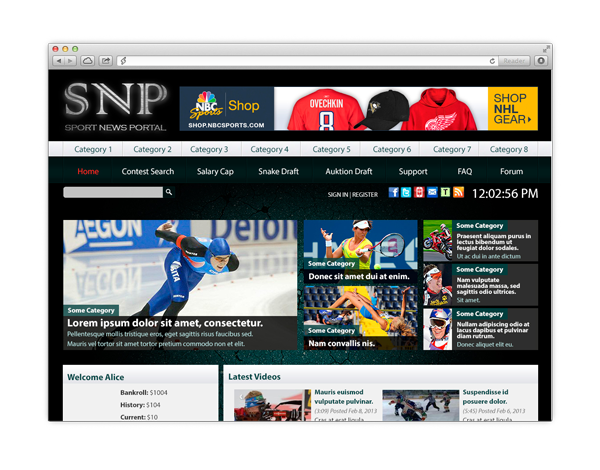 Reader
SNP
SPORT NEWS PORTAL
NBC
Sports
Shop
SHOP.NBCSPORTS.COM
OVECHKIN
8
SHOP
NHL
GEAR
Category 1 Category 2 Category 3 Category 4 Category 5 Category 6 Category 7 Category 8
Home Contest Search Salary Cap Snake Draft Auktion Draft Support FAQ Forum
SIGN IN | REGISTER 12:02:56 PM
AEGON
Some Category
Lorem ipsum dolor sit amet, consectetur.
Pellentesque mollis tristique eros, eget sagittis risus faucibus sed.
Mauris vel tortor sit amet tortor pretium commodo non et elit.
Some Category
Donec sit amet dui at enim.
Some Category
Nam convallis nis.
Some Category
Praesent aliquam purus in
lectus bibendum ut
feugiat dolor sodales.
Ut ac dui in ante dictum
Some Category
Nam vulputate
malesuada massa, sed
sagittis odio ultrices.
Sit amet.
Some Category
Nullam adipiscing odio at
lacus dapibus et pulvinar
diam rutrum.
Donec aliquet elit eu.
Welcome Alice
Bankroll: $1004
History: $104
Current: $10
Latest Videos
Mauris euismod
vulputate pulvinar.
(3:09) Posted Feb 8, 2013
Cras at erat ligula
Suspendisse id
posuere dolor.
(5:45) Posted Feb 6, 2013
Cras at erat ligula